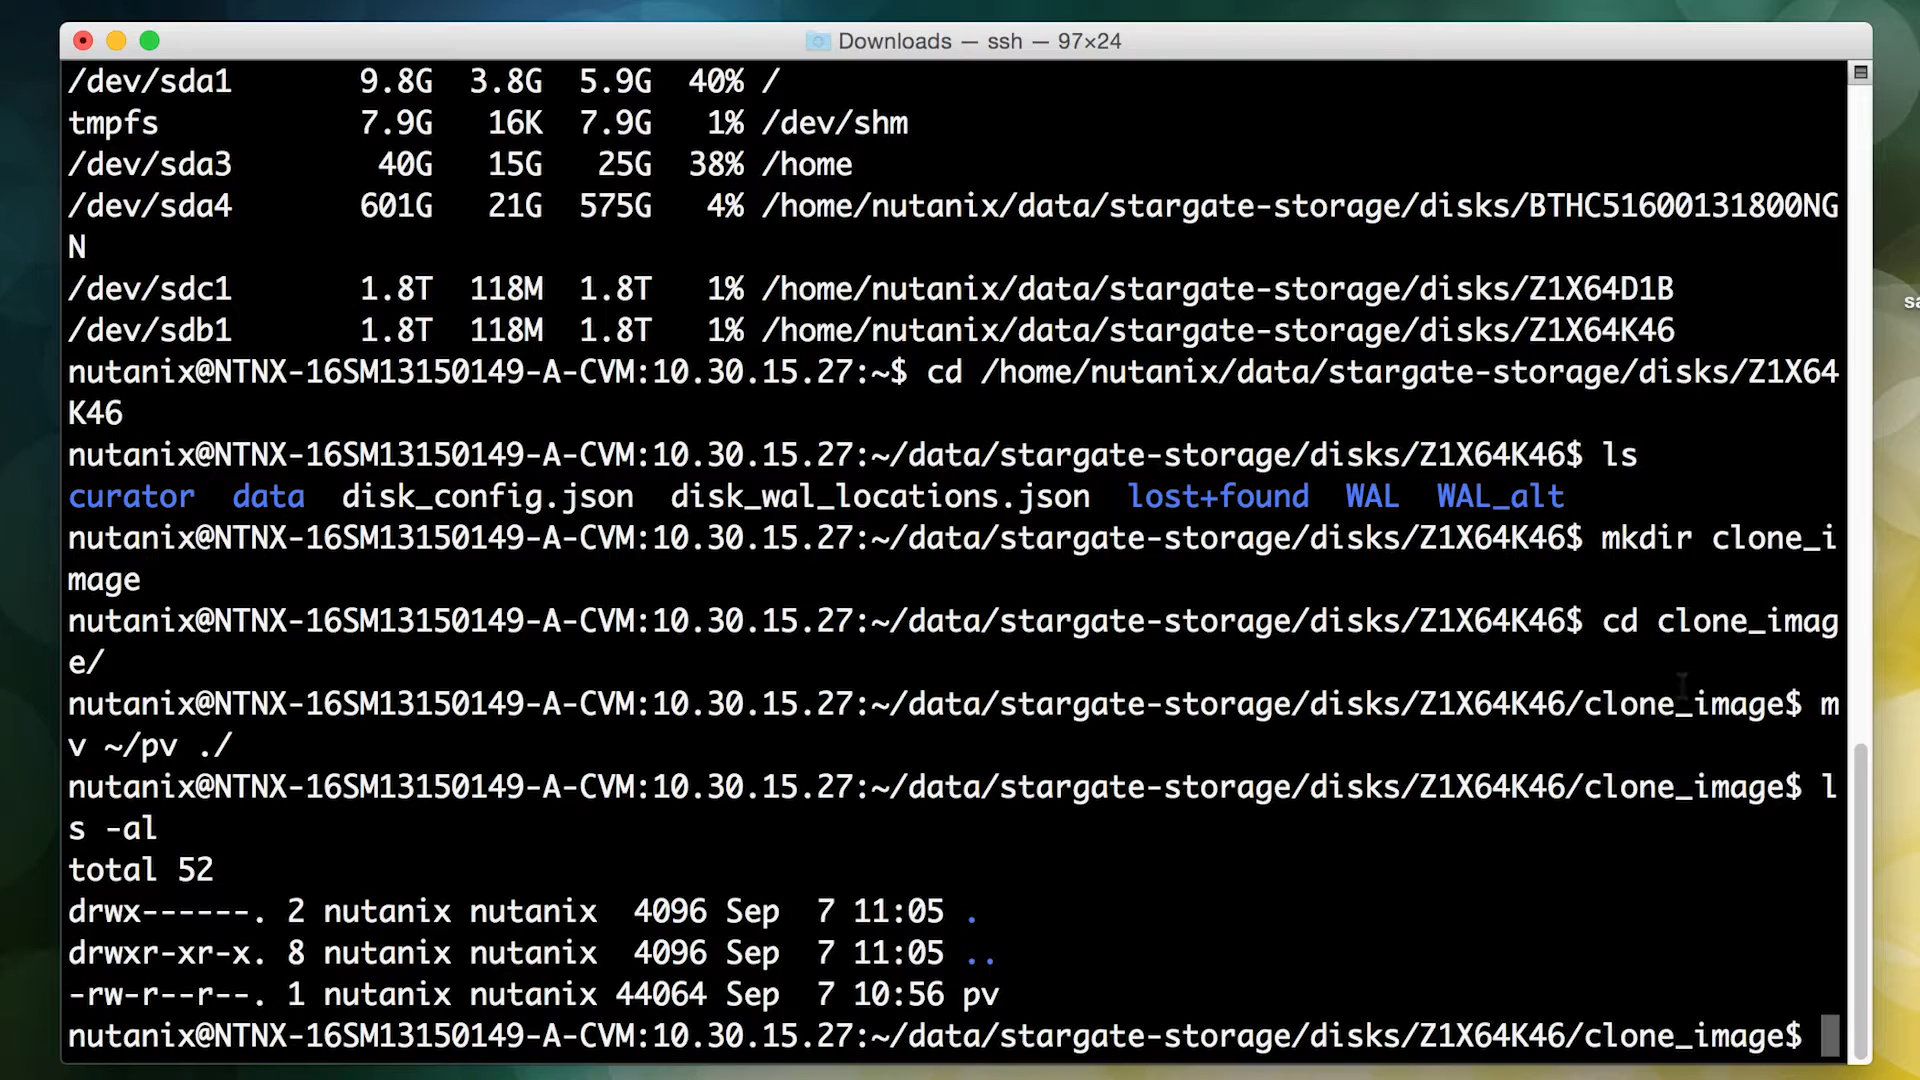 Downloads — ssh — 97×24
/dev/sda1 9.8G 3.8G 5.9G 40% /
tmpfs 7.9G 16K 7.9G 1% /dev/shm
/dev/sda3 40G 15G 25G 38% /home
/dev/sda4 601G 21G 575G 4% /home/nutanix/data/stargate-storage/disks/BTHC51600131800NG
N
/dev/sdc1 1.8T 118M 1.8T 1% /home/nutanix/data/stargate-storage/disks/Z1X64D1B
/dev/sdb1 1.8T 118M 1.8T 1% /home/nutanix/data/stargate-storage/disks/Z1X64K46
nutanix@NTNX-16SM13150149-A-CVM:10.30.15.27:~$ cd /home/nutanix/data/stargate-storage/disks/Z1X64
K46
nutanix@NTNX-16SM13150149-A-CVM:10.30.15.27:~/data/stargate-storage/disks/Z1X64K46$ ls
curator data disk_config.json disk_wal_locations.json lost+found WAL WAL_alt
nutanix@NTNX-16SM13150149-A-CVM:10.30.15.27:~/data/stargate-storage/disks/Z1X64K46$ mkdir clone_i
mage
nutanix@NTNX-16SM13150149-A-CVM:10.30.15.27:~/data/stargate-storage/disks/Z1X64K46$ cd clone_imag
e/
nutanix@NTNX-16SM13150149-A-CVM:10.30.15.27:~/data/stargate-storage/disks/Z1X64K46/clone_image$ m
v ~/pv ./
nutanix@NTNX-16SM13150149-A-CVM:10.30.15.27:~/data/stargate-storage/disks/Z1X64K46/clone_image$ l
s -al
total 52
drwx------. 2 nutanix nutanix 4096 Sep 7 11:05 .
drwxr-xr-x. 8 nutanix nutanix 4096 Sep 7 11:05 ..
-rw-r--r--. 1 nutanix nutanix 44064 Sep 7 10:56 pv
nutanix@NTNX-16SM13150149-A-CVM:10.30.15.27:~/data/stargate-storage/disks/Z1X64K46/clone_image$